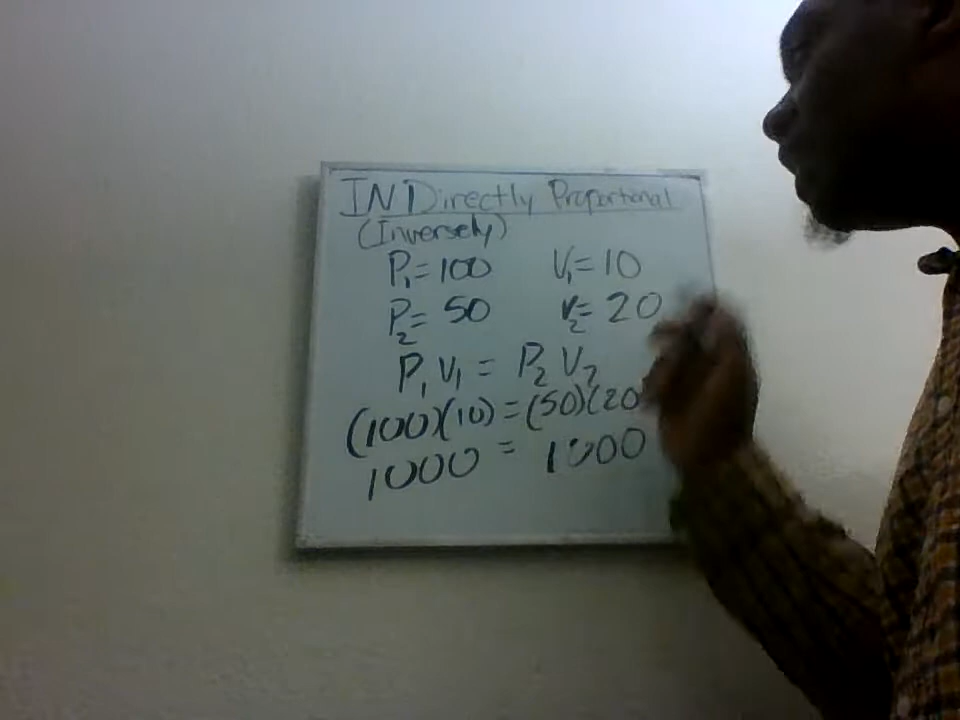 INDirectly Proportional
(Inversely)
P₁ = 100 V₁ = 10
P₂ = 50 V₂ = 20
P₁ V₁ = P₂ V₂
(100)(10) = (50)(20
1000 = 1000